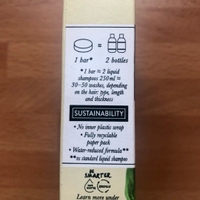 =
1 bar* 2 bottles
*1 bar ≈ 2 liquid
shampoos 250ml =
30-50 washes, depending
on the hair: type, length
and thickness
SUSTAINABILITY
• No inner plastic wrap
• Fully recyclable
paper pack
• Water-reduced formula**
**vs standard liquid shampoo
BE
SMARTER
Learn more under